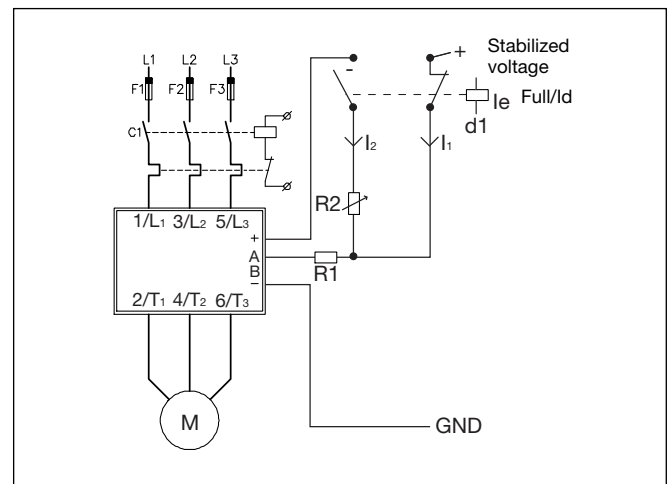 L1 L2 L3
F1 F2 F3
C1
- + Stabilized
voltage
Ie Full/Id
d1
I₂ I₁
R2
1/L₁ 3/L₂ 5/L₃
+
A
B
−
R1
2/T₁ 4/T₂ 6/T₃
M
GND